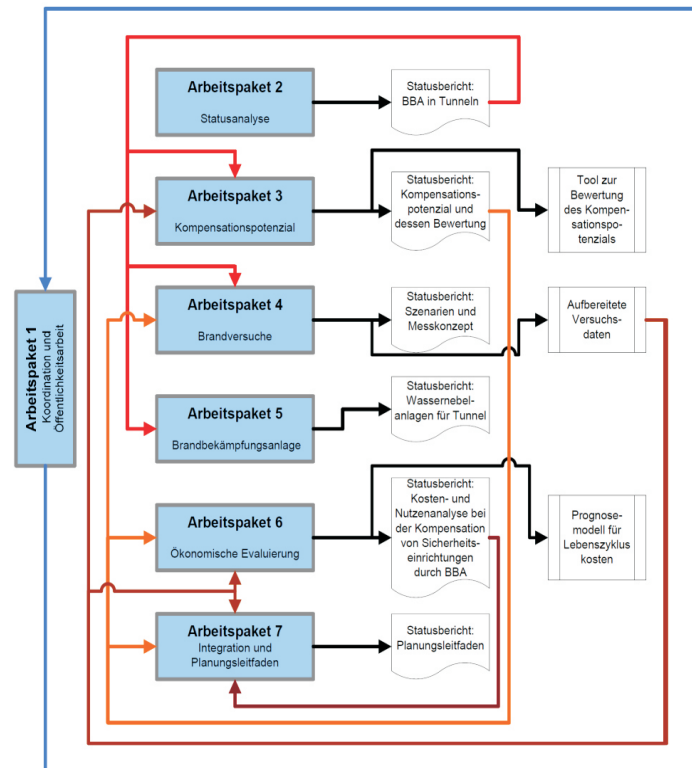 Arbeitspaket 1
Koordination und
Öffentlichkeitsarbeit
Arbeitspaket 2
Statusanalyse
Statusbericht:
BBA in Tunneln
Arbeitspaket 3
Kompensationspotenzial
Statusbericht:
Kompensations-
potenzial und
dessen Bewertung
Tool zur
Bewertung
des Kompen-
sationspo-
tenzials
Arbeitspaket 4
Brandversuche
Statusbericht:
Szenarien und
Messkonzept
Aufbereitete
Versuchs-
daten
Arbeitspaket 5
Brandbekämpfungsanlage
Statusbericht:
Wassernebel-
anlagen für Tunnel
Arbeitspaket 6
Ökonomische Evaluierung
Statusbericht:
Kosten- und
Nutzenanalyse bei
der Kompensation
von Sicherheits-
einrichtungen
durch BBA
Prognose-
modell für
Lebenszyklus
kosten
Arbeitspaket 7
Integration und
Planungsleitfaden
Statusbericht:
Planungsleitfaden